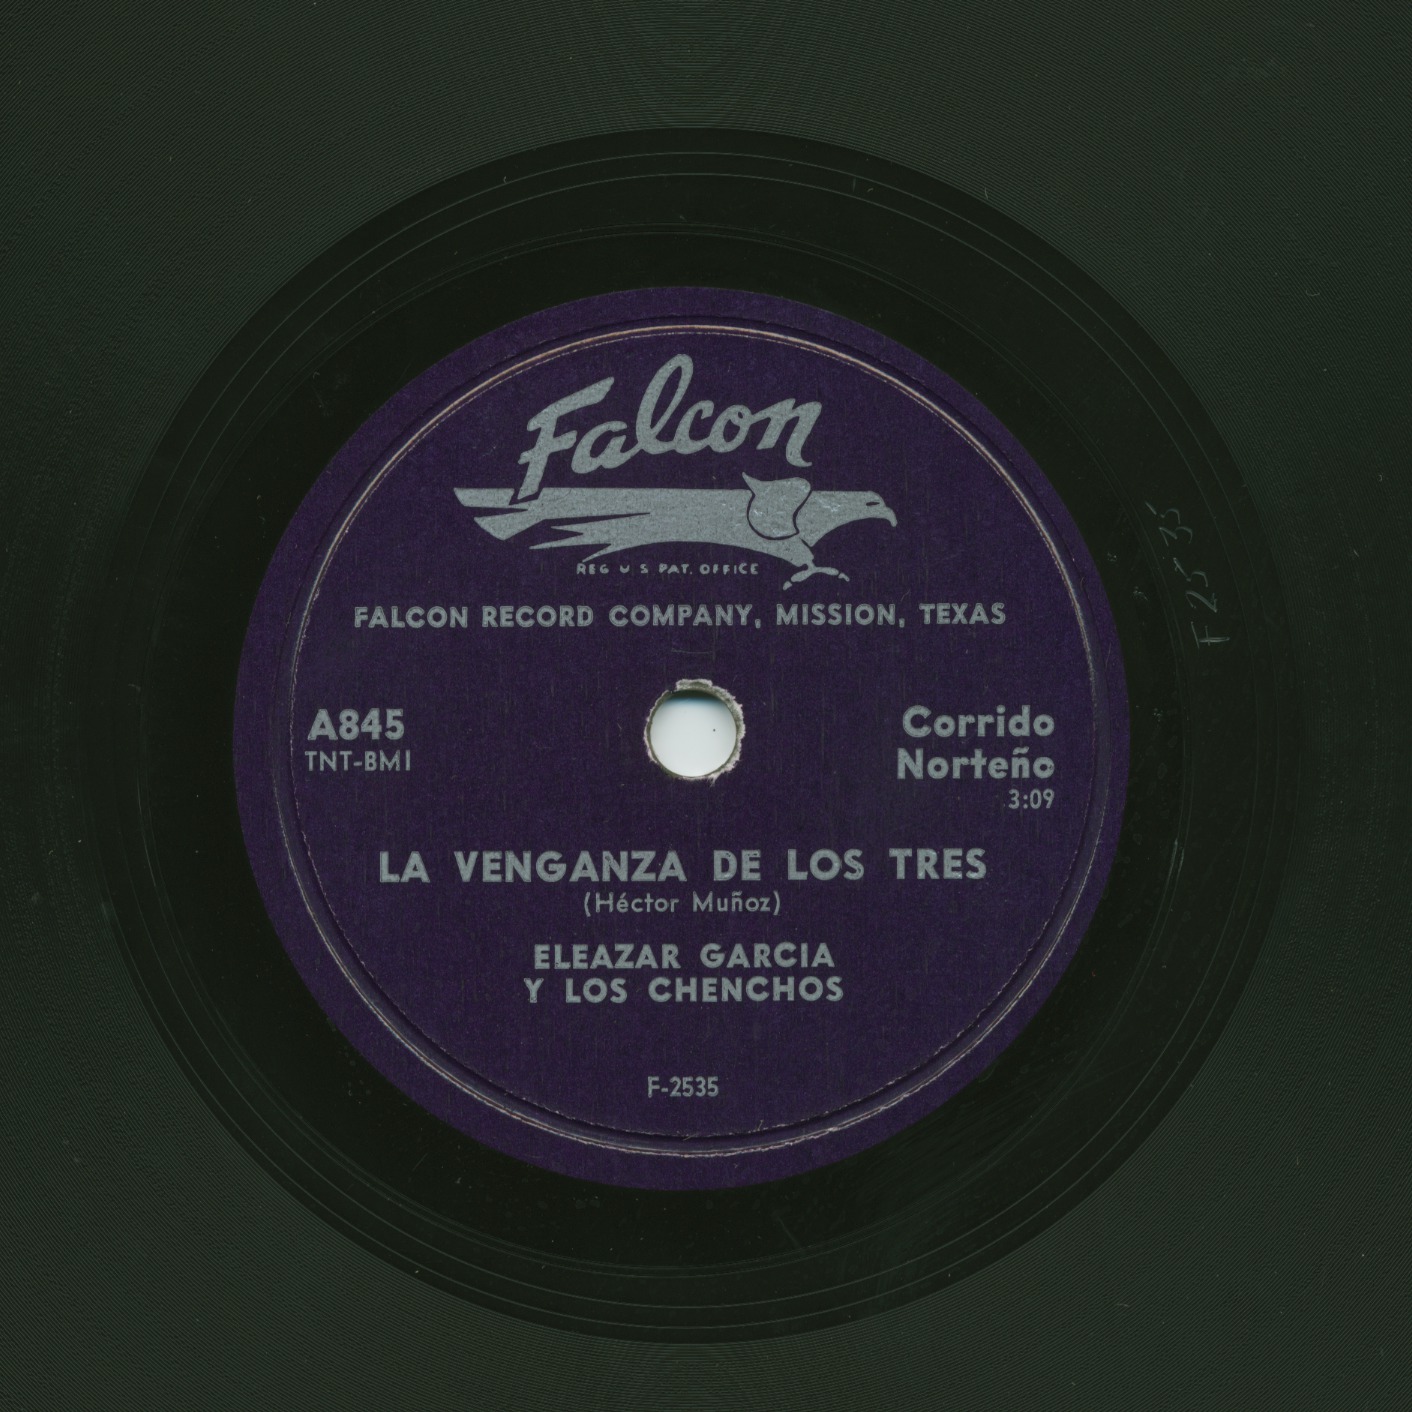 Falcon
REG U S PAT. OFFICE
FALCON RECORD COMPANY, MISSION, TEXAS
A845
TNT-BMI
Corrido
Norteño
3:09
LA VENGANZA DE LOS TRES
(Héctor Muñoz)
ELEAZAR GARCIA
Y LOS CHENCHOS
F-2535
F 2535